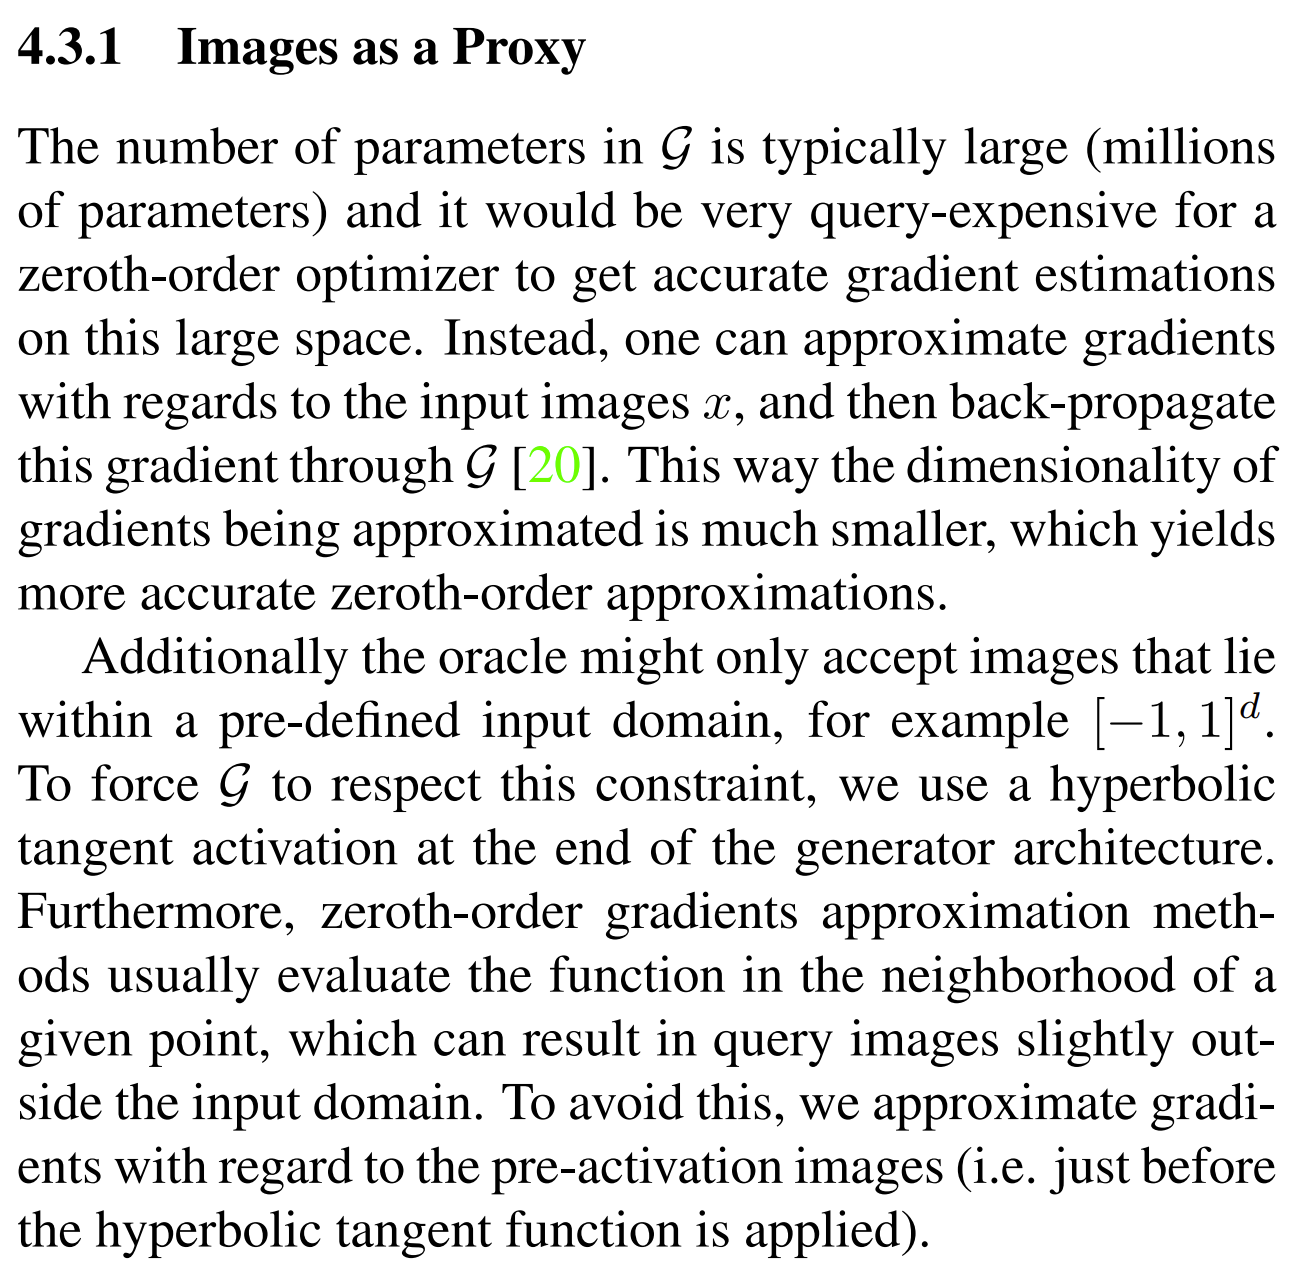 4.3.1 Images as a Proxy
The number of parameters in 𝒢 is typically large (millions
of parameters) and it would be very query-expensive for a
zeroth-order optimizer to get accurate gradient estimations
on this large space. Instead, one can approximate gradients
with regards to the input images x, and then back-propagate
this gradient through 𝒢 [20]. This way the dimensionality of
gradients being approximated is much smaller, which yields
more accurate zeroth-order approximations.
Additionally the oracle might only accept images that lie
within a pre-defined input domain, for example [−1, 1]^d.
To force 𝒢 to respect this constraint, we use a hyperbolic
tangent activation at the end of the generator architecture.
Furthermore, zeroth-order gradients approximation meth-
ods usually evaluate the function in the neighborhood of a
given point, which can result in query images slightly out-
side the input domain. To avoid this, we approximate gradi-
ents with regard to the pre-activation images (i.e. just before
the hyperbolic tangent function is applied).